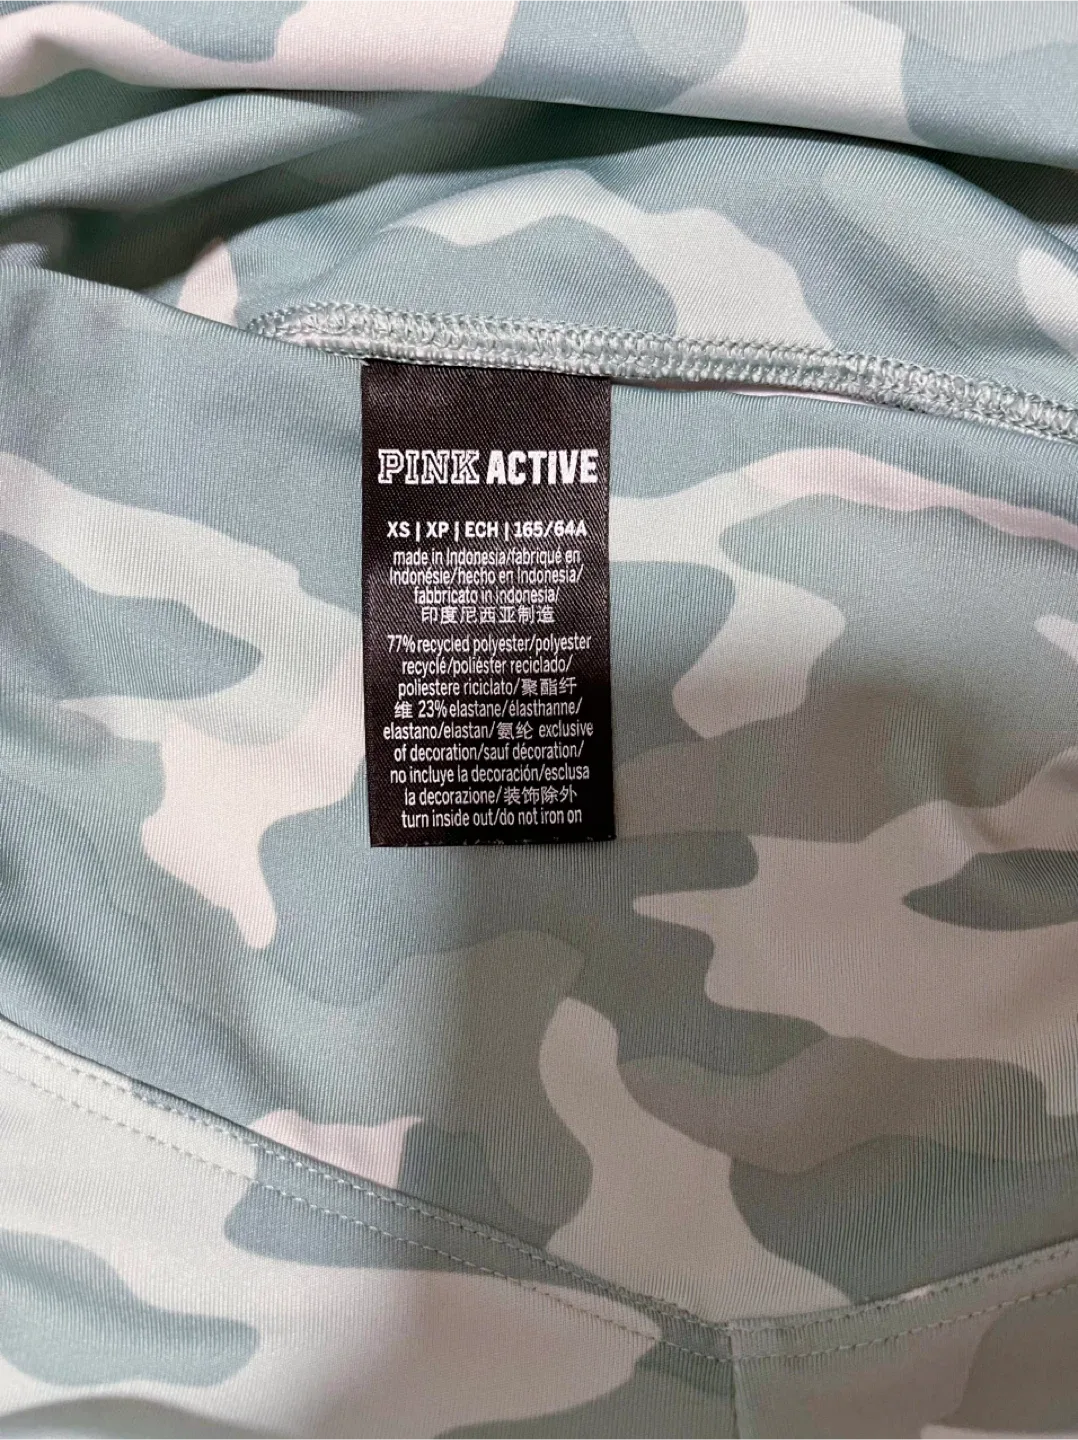 PINK ACTIVE
XS | XP | ECH | 165/64A
made in Indonesia/fabriqué en
Indonésie/hecho en Indonesia/
fabbricato in Indonesia/
印度尼西亚制造
77% recycled polyester/polyester
recyclé/poliéster reciclado/
poliestere riciclato/聚酯纤
维 23% elastane/élasthanne/
elastano/elastan/氨纶 exclusive
of decoration/sauf décoration/
no incluye la decoración/esclusa
la decorazione/装饰除外
turn inside out/do not iron on